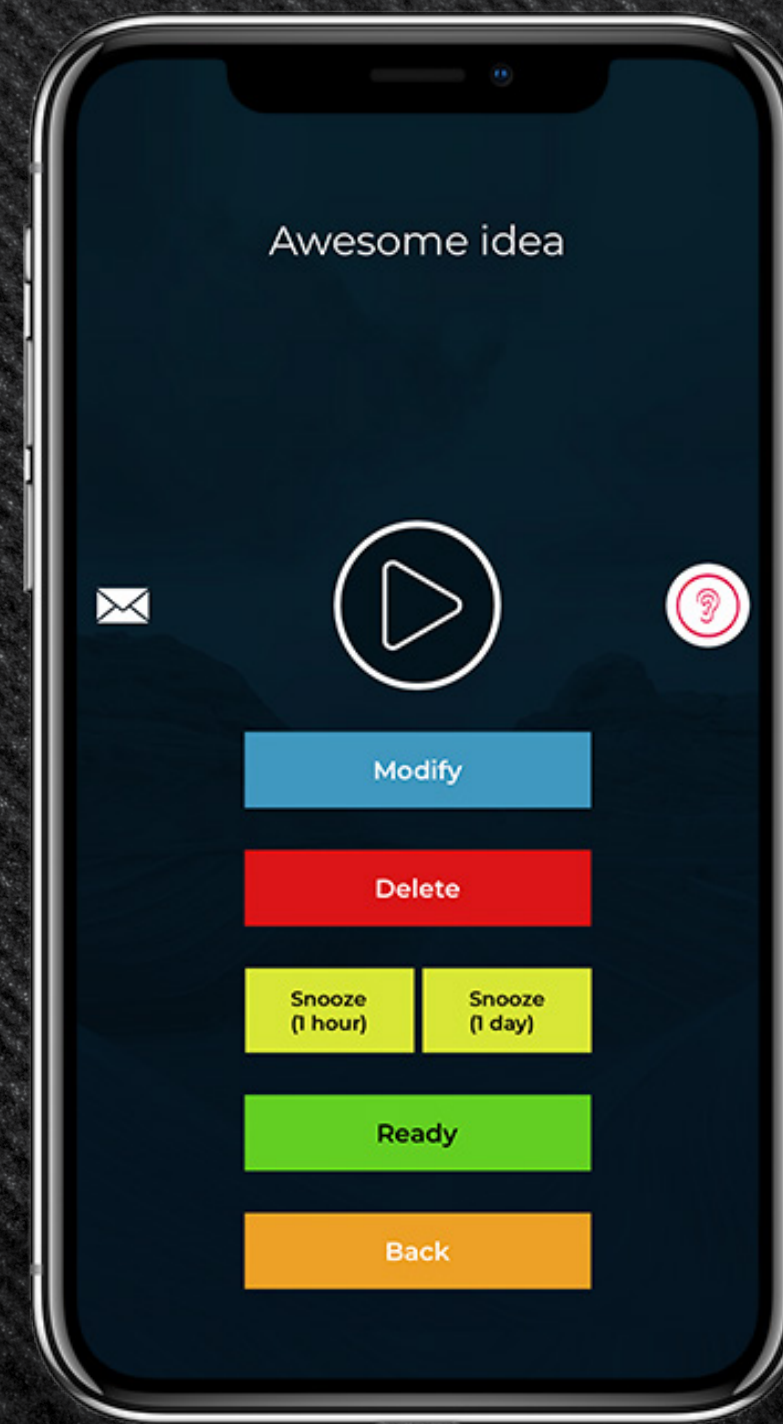 Awesome idea
Modify
Delete
Snooze
(1 hour)
Snooze
(1 day)
Ready
Back